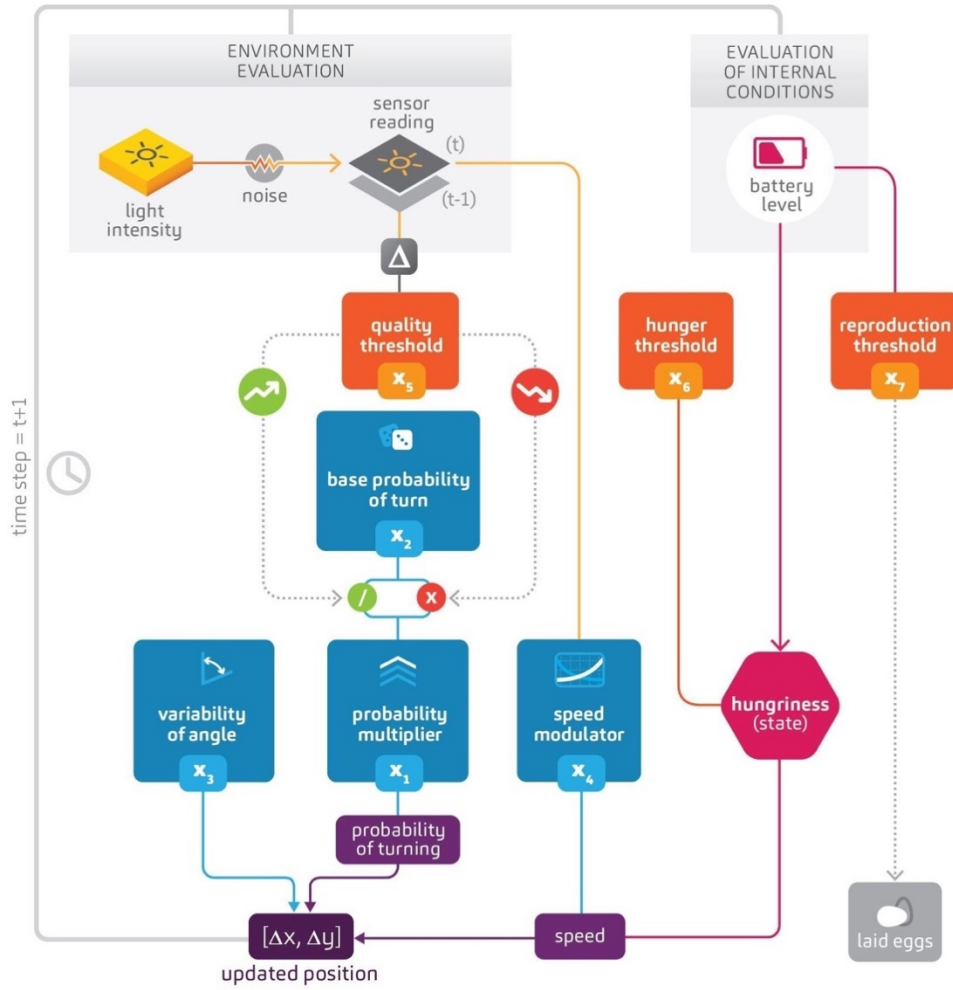 ENVIRONMENT
EVALUATION
sensor
reading
(t)
(t-1)
noise
light
intensity
Δ
EVALUATION
OF INTERNAL
CONDITIONS
battery
level
quality
threshold
x5
hunger
threshold
x6
reproduction
threshold
x7
base probability
of turn
x2
/
x
time step = t+1
variability
of angle
x3
probability
multiplier
x1
speed
modulator
x4
hungriness
(state)
probability
of turning
[Δx, Δy]
updated position
speed
laid eggs